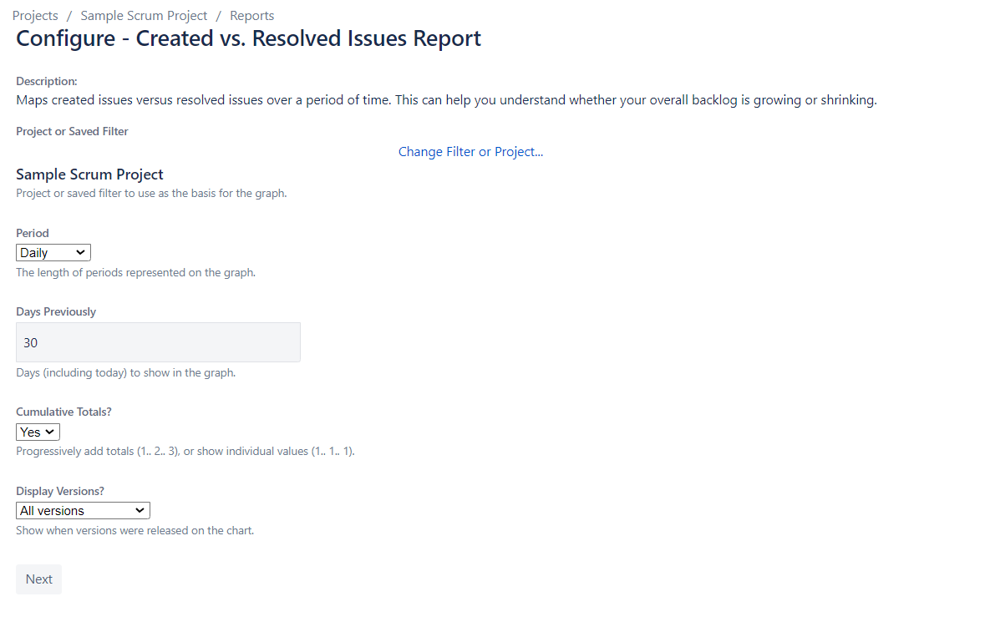 Projects / Sample Scrum Project / Reports
Configure - Created vs. Resolved Issues Report
Description:
Maps created issues versus resolved issues over a period of time. This can help you understand whether your overall backlog is growing or shrinking.
Project or Saved Filter
Change Filter or Project...
Sample Scrum Project
Project or saved filter to use as the basis for the graph.
Period
Daily
The length of periods represented on the graph.
Days Previously
30
Days (including today) to show in the graph.
Cumulative Totals?
Yes
Progressively add totals (1.. 2.. 3), or show individual values (1.. 1.. 1).
Display Versions?
All versions
Show when versions were released on the chart.
Next